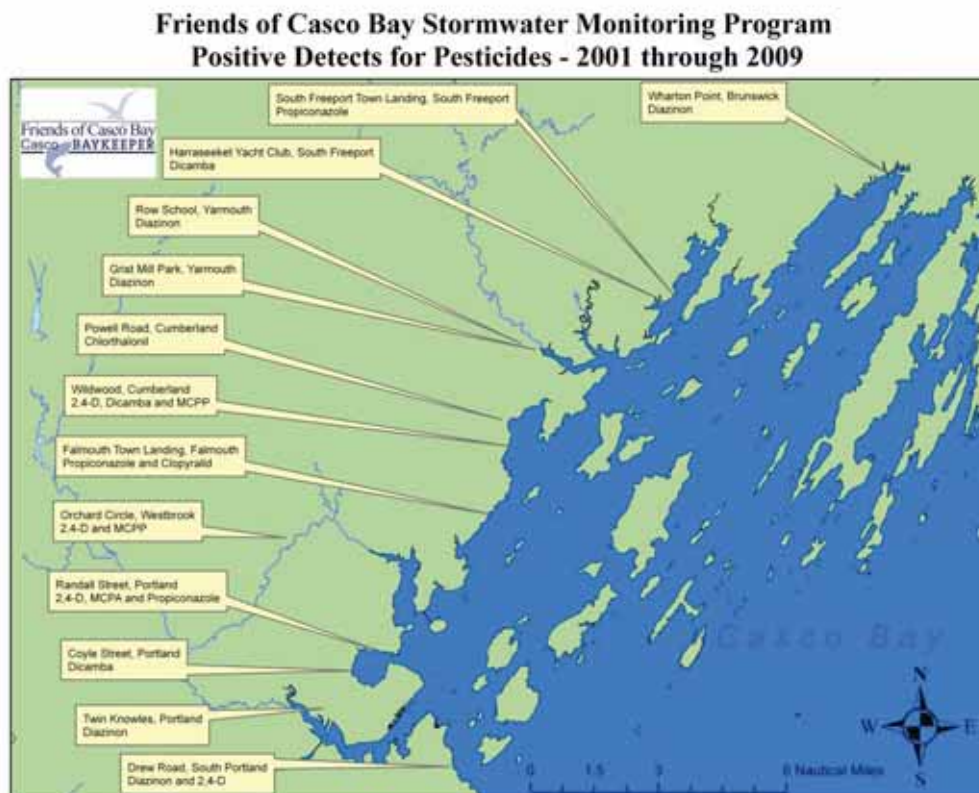 Friends of Casco Bay Stormwater Monitoring Program
Positive Detects for Pesticides - 2001 through 2009
Friends of Casco Bay
Casco BAYKEEPER
South Freeport Town Landing, South Freeport
Propiconazole
Wharton Point, Brunswick
Diazinon
Harraseeket Yacht Club, South Freeport
Dicamba
Row School, Yarmouth
Diazinon
Grist Mill Park, Yarmouth
Diazinon
Powell Road, Cumberland
Chlorthalonil
Wildwood, Cumberland
2,4-D, Dicamba and MCPP
Falmouth Town Landing, Falmouth
Propiconazole and Clopyralid
Orchard Circle, Westbrook
2,4-D and MCPP
Randall Street, Portland
2,4-D, MCPA and Propiconazole
Coyle Street, Portland
Dicamba
Twin Knowles, Portland
Diazinon
Drew Road, South Portland
Diazinon and 2,4-D
Casco Bay
N
W E
S
0 1.5 3 6 Nautical Miles